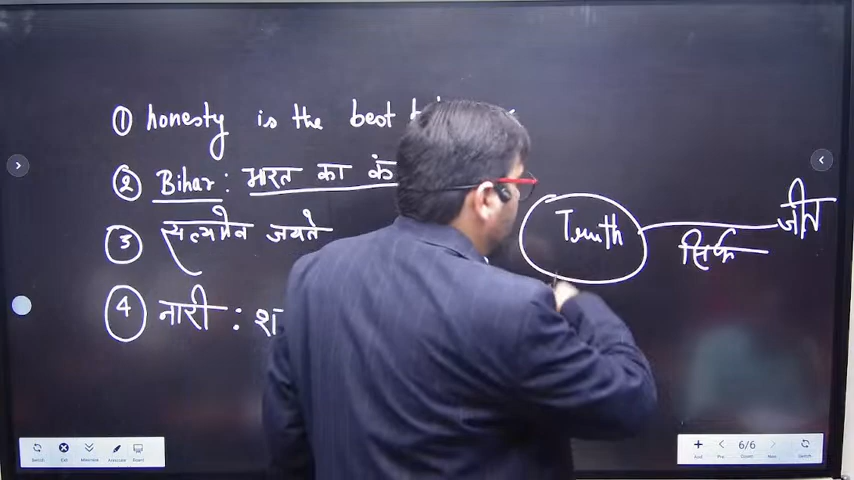 ① honesty is the best
② Bihar : भारत का कं
③ सत्यमेव जयते
④ नारी : श
Truth
सिर्फ
जीत
6/6